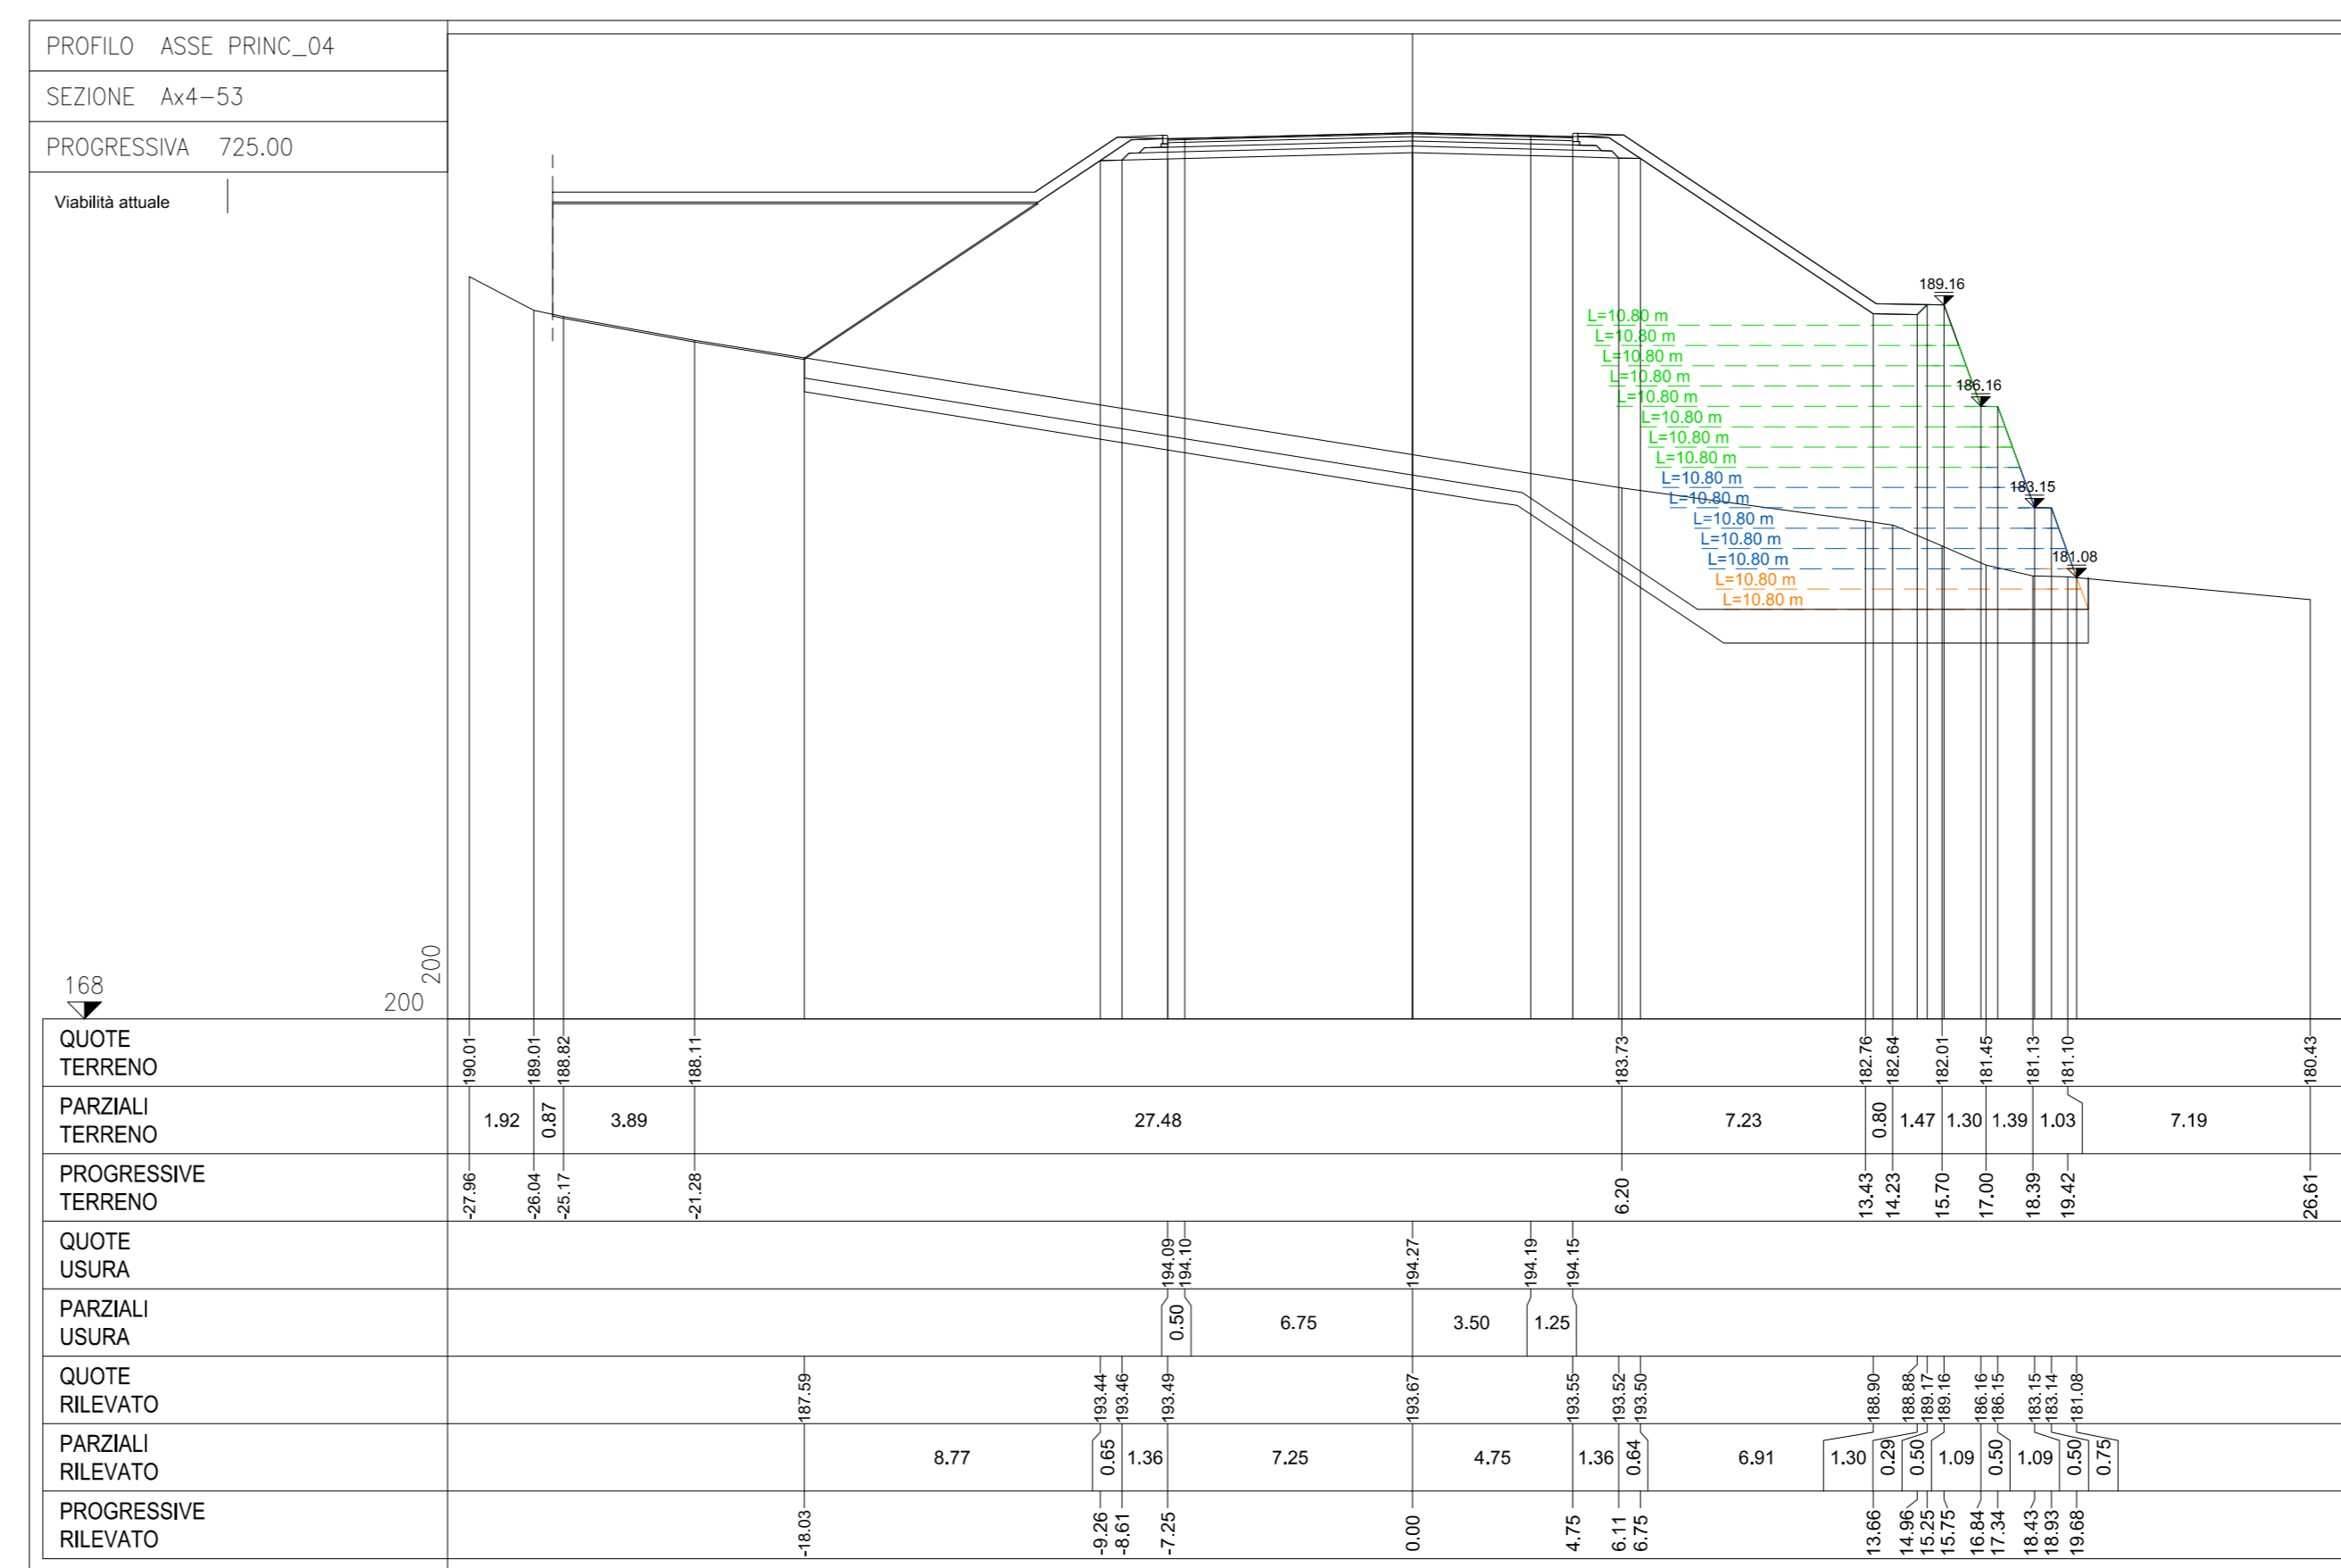 PROFILO ASSE PRINC_04
SEZIONE Ax4-53
PROGRESSIVA 725.00
Viabilità attuale
189.16
L=10.80 m
L=10.80 m
L=10.80 m
L=10.80 m
186.16
L=10.80 m
L=10.80 m
L=10.80 m
L=10.80 m
L=10.80 m
183.15
L=10.80 m
L=10.80 m
L=10.80 m
L=10.80 m
181.08
L=10.80 m
L=10.80 m
168
200
200
QUOTE
TERRENO
190.01 189.01 188.82 188.11 183.73 182.76 182.64 182.01 181.45 181.13 181.10 180.43
PARZIALI
TERRENO
1.92 0.87 3.89 27.48 7.23 0.80 1.47 1.30 1.39 1.03 7.19
PROGRESSIVE
TERRENO
-27.96 -26.04 -25.17 -21.28 6.20 13.43 14.23 15.70 17.00 18.39 19.42 26.61
QUOTE
USURA
194.09 194.10 194.27 194.19 194.15
PARZIALI
USURA
0.50 6.75 3.50 1.25
QUOTE
RILEVATO
187.59 193.44 193.46 193.49 193.67 193.55 193.52 193.50 188.90 188.88 189.17 189.16 186.16 186.15 183.15 183.14 181.08
PARZIALI
RILEVATO
8.77 0.65 1.36 7.25 4.75 1.36 0.64 6.91 1.30 0.29 0.50 1.09 0.50 1.09 0.50 0.75
PROGRESSIVE
RILEVATO
-18.03 -9.26 -8.61 -7.25 0.00 4.75 6.11 6.75 13.66 14.96 15.25 15.75 16.84 17.34 18.43 18.93 19.68